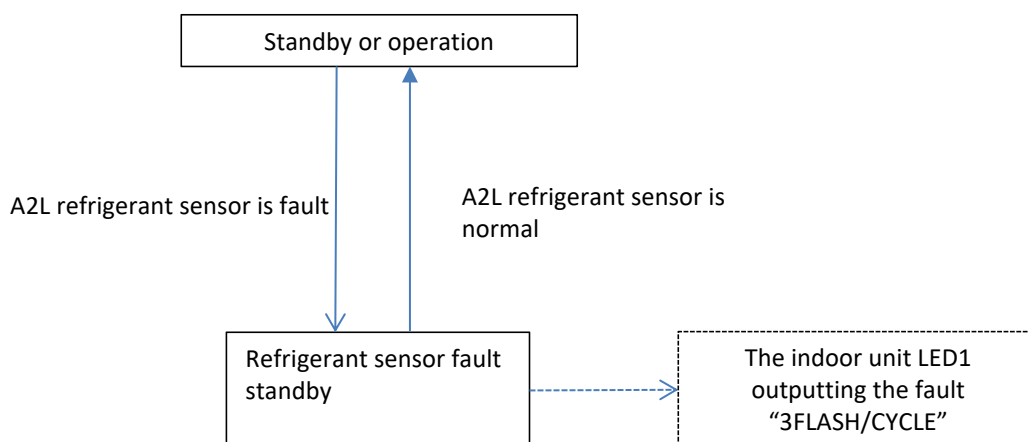 Standby or operation
A2L refrigerant sensor is fault
A2L refrigerant sensor is
normal
Refrigerant sensor fault
standby
The indoor unit LED1
outputting the fault
“3FLASH/CYCLE”